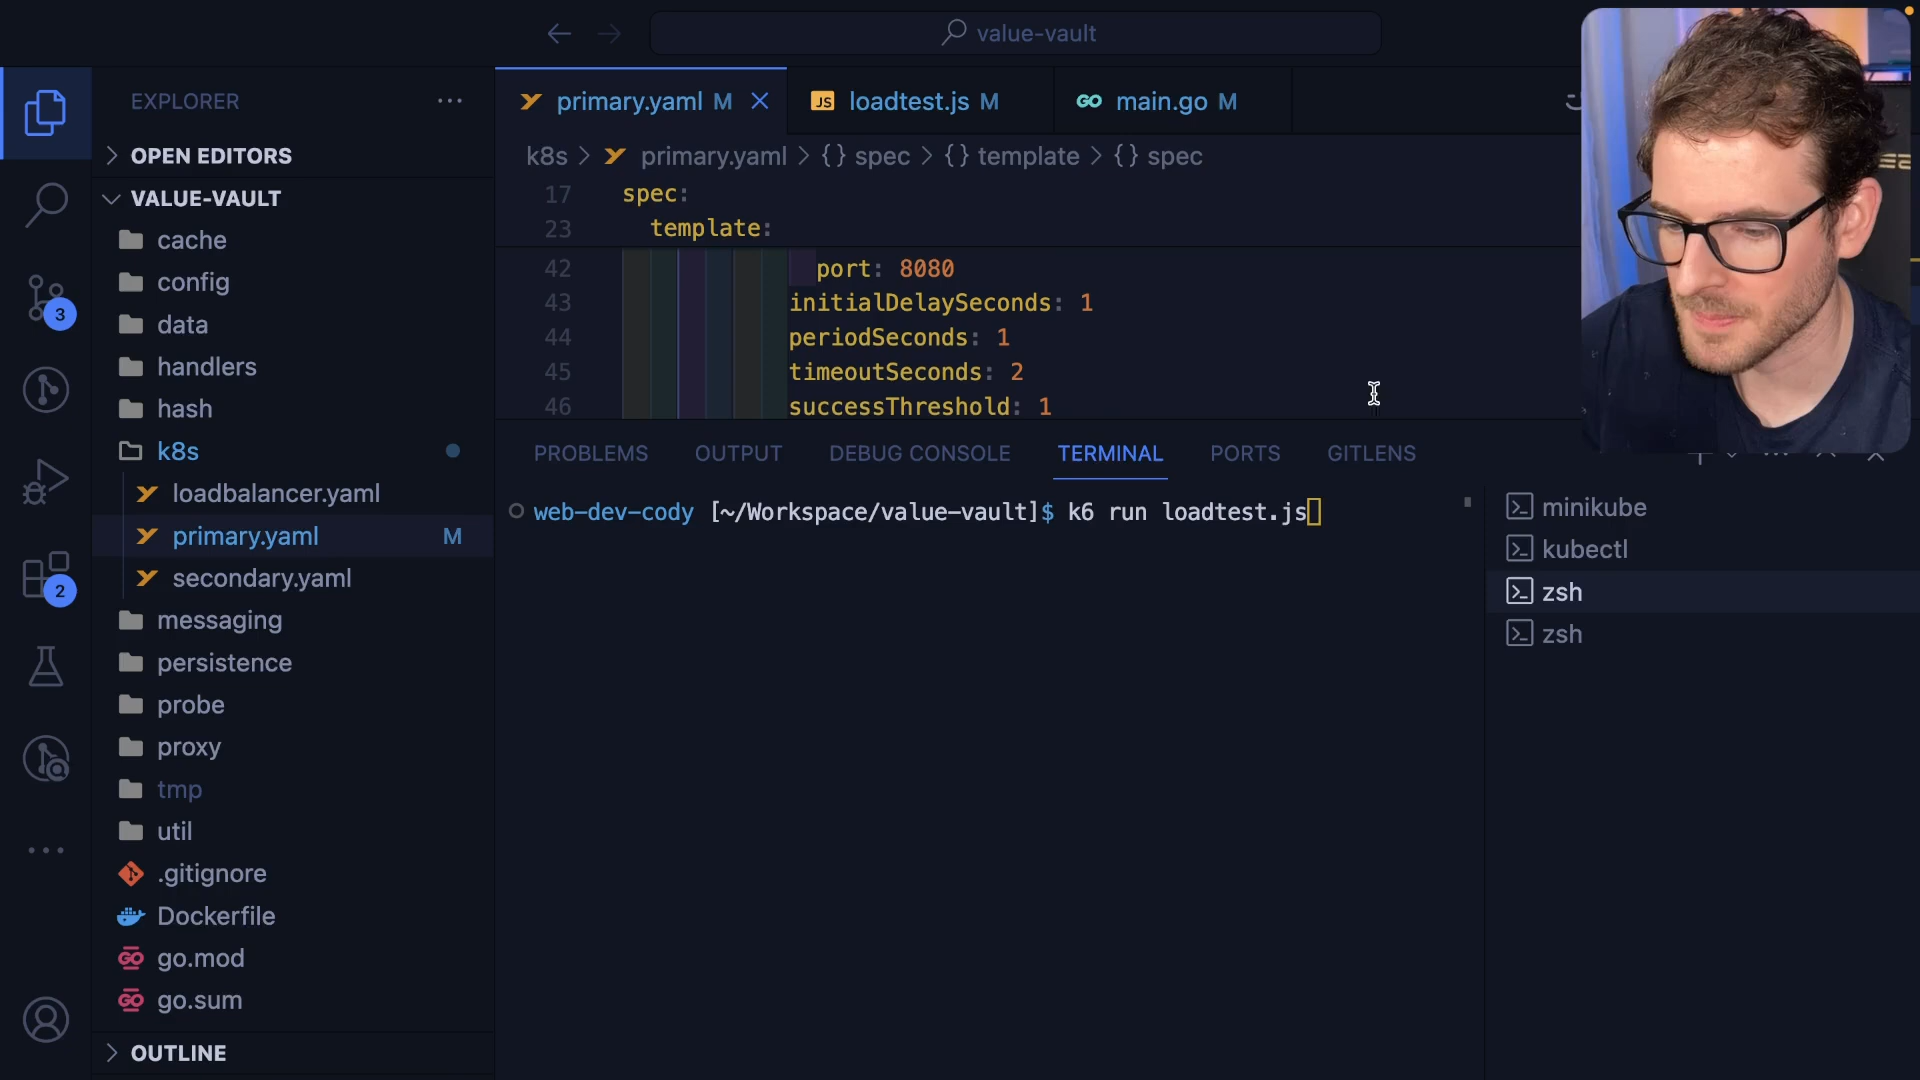 value-vault
EXPLORER
OPEN EDITORS
VALUE-VAULT
cache
config
data
handlers
hash
k8s
loadbalancer.yaml
primary.yaml M
secondary.yaml
messaging
persistence
probe
proxy
tmp
util
.gitignore
Dockerfile
GO go.mod
GO go.sum
OUTLINE
3
2
primary.yaml M
JS loadtest.js M
GO main.go M
k8s > primary.yaml > {} spec > {} template > {} spec
17 spec:
23 template:
42 port: 8080
43 initialDelaySeconds: 1
44 periodSeconds: 1
45 timeoutSeconds: 2
46 successThreshold: 1
PROBLEMS OUTPUT DEBUG CONSOLE TERMINAL PORTS GITLENS
web-dev-cody [~/Workspace/value-vault]$ k6 run loadtest.js
minikube
kubectl
zsh
zsh